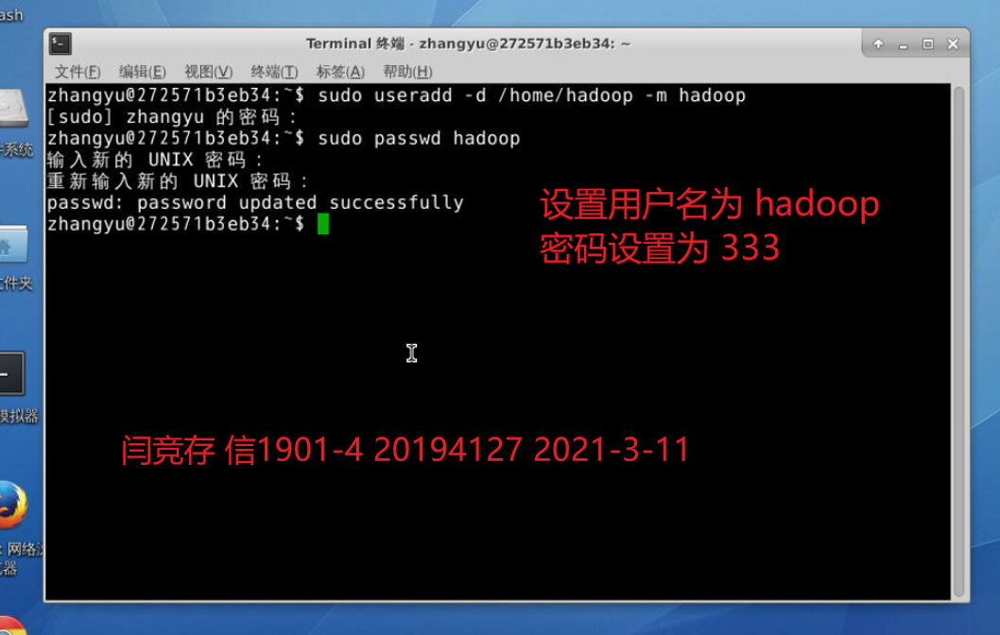 ash
Terminal 终端 - zhangyu@272571b3eb34: ~
文件(F) 编辑(E) 视图(V) 终端(T) 标签(A) 帮助(H)
zhangyu@272571b3eb34:~$ sudo useradd -d /home/hadoop -m hadoop
[sudo] zhangyu 的密码：
zhangyu@272571b3eb34:~$ sudo passwd hadoop
输入新的 UNIX 密码：
重新输入新的 UNIX 密码：
passwd: password updated successfully
zhangyu@272571b3eb34:~$
设置用户名为 hadoop
密码设置为 333
闫竞存 信1901-4 20194127 2021-3-11
件系统
文件夹
模拟器
网络浏
览器